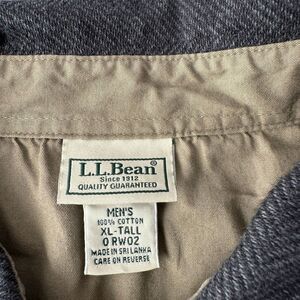 L.L.Bean®
Since 1912
QUALITY GUARANTEED
MEN'S
100% COTTON
XL-TALL
0 RW02
MADE IN SRI LANKA
CARE ON REVERSE